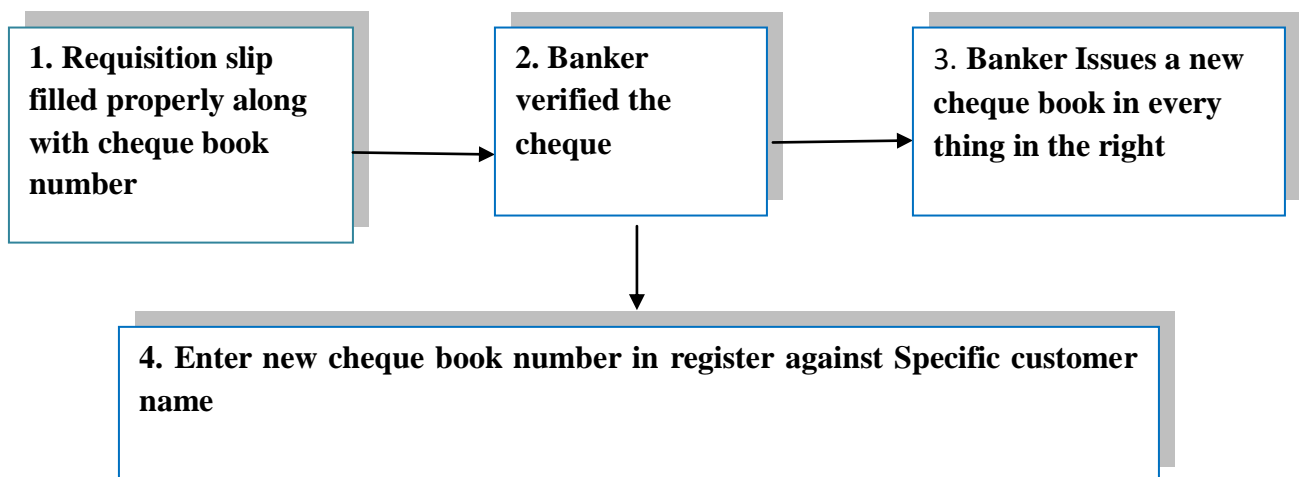 1. Requisition slip
filled properly along
with cheque book
number
2. Banker
verified the
cheque
3. Banker Issues a new
cheque book in every
thing in the right
4. Enter new cheque book number in register against Specific customer
name